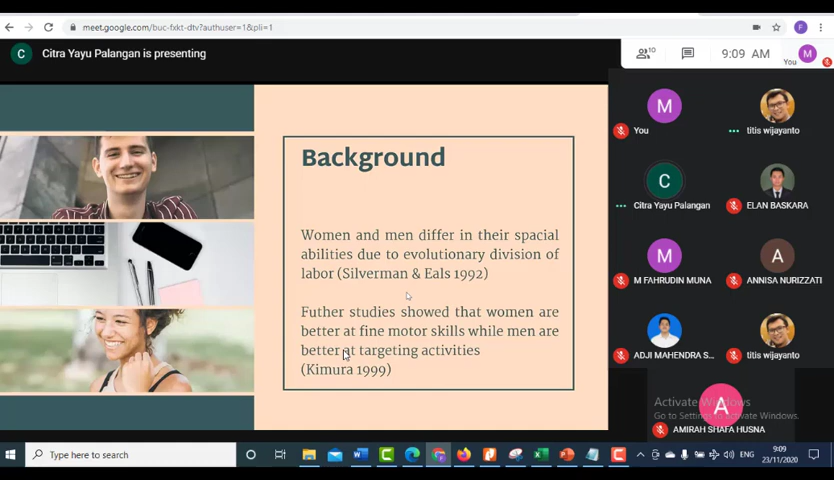 meet.google.com/buc-fxkt-dtv?authuser=1&pli=1
F
C
Citra Yayu Palangan is presenting
10
9:09 AM
You
M
Background
Women and men differ in their spacial
abilities due to evolutionary division of
labor (Silverman & Eals 1992)
Futher studies showed that women are
better at fine motor skills while men are
better at targeting activities
(Kimura 1999)
M
You
titis wijayanto
C
Citra Yayu Palangan
ELAN BASKARA
M
M FAHRUDIN MUNA
A
ANNISA NURIZZATI
ADJI MAHENDRA S...
titis wijayanto
A
AMIRAH SHAFA HUSNA
Activate Windows
Go to Settings to activate Windows.
Type here to search
ENG
9:09
23/11/2020